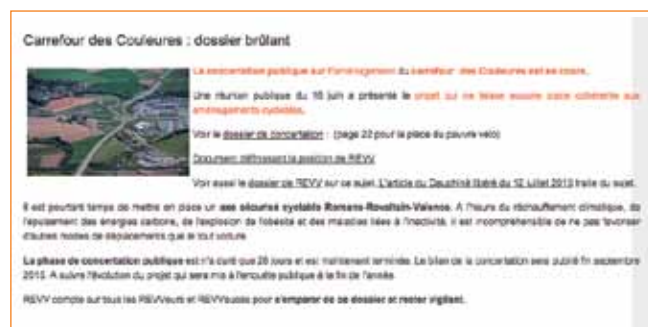 Carrefour des Couleures : dossier brûlant
La concertation publique sur l'aménagement du carrefour des Couleures est en cours.
Une réunion publique du 16 juin a présenté le projet qui ne laisse aucune place cohérente aux
aménagements cyclables.
Voir le dossier de concertation : (page 22 pour la place du pauvre vélo)
Document définissant la position de REVV
Voir aussi le dossier de REVV sur ce sujet. L'article du Dauphiné libéré du 12 juillet 2015 traite du sujet.
Il est pourtant temps de mettre en place un axe sécurisé cyclable Romans-Rovaltain-Valence. A l'heure du réchauffement climatique, de
l'épuisement des énergies carbone, de l'explosion de l'obésité et des maladies liées à l'inactivité, il est incompréhensible de ne pas favoriser
d'autres modes de déplacements que le tout voiture.
La phase de concertation publique n'a duré que 28 jours et est maintenant terminée. Le bilan de la concertation sera publié fin septembre
2015. A suivre l'évolution du projet qui sera mis à l'enquête publique à la fin de l'année.
REVV compte sur tous les REVVeurs et REVVeuses pour s'emparer de ce dossier et rester vigilant.